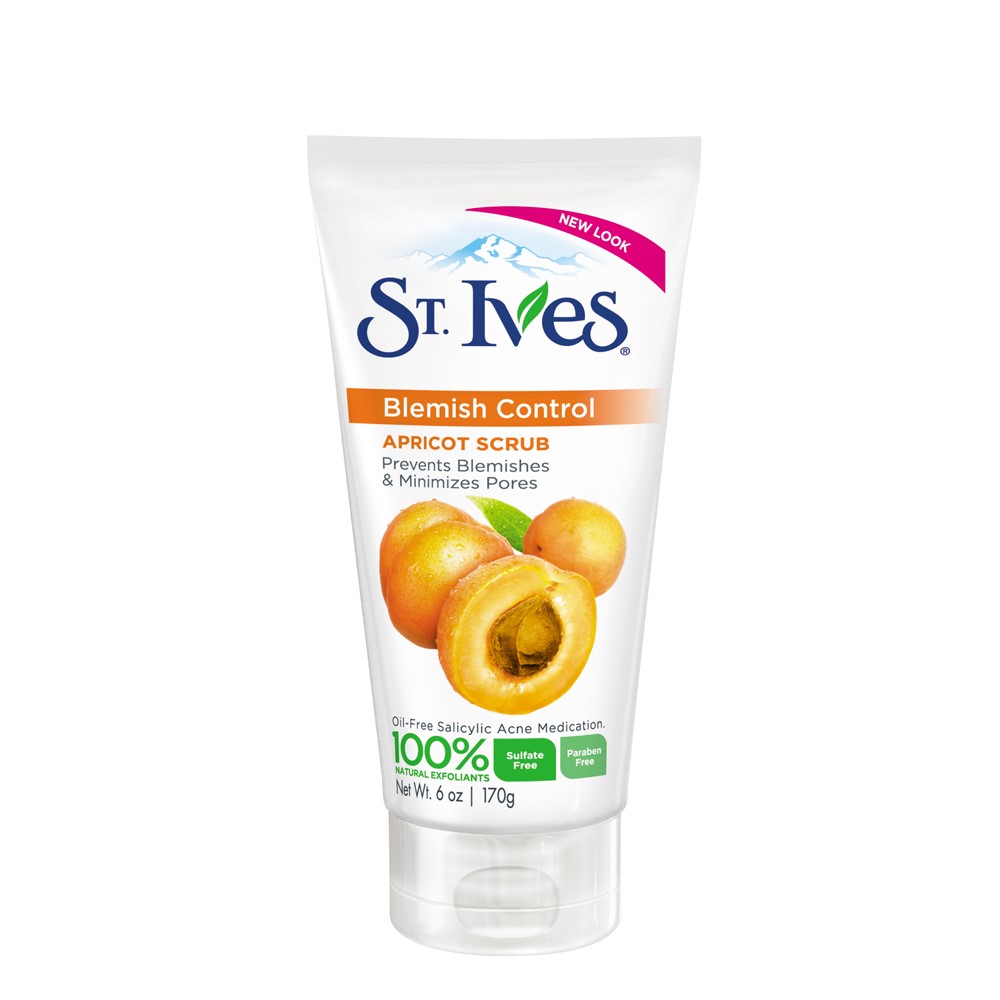 NEW LOOK
ST. IVES®
Blemish Control
APRICOT SCRUB
Prevents Blemishes
& Minimizes Pores
Oil-Free Salicylic Acne Medication.
100%
NATURAL EXFOLIANTS
Sulfate
Free
Paraben
Free
Net Wt. 6 oz | 170g